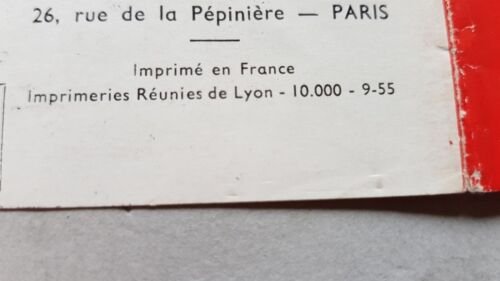 26, rue de la Pépinière — PARIS
Imprimé en France
Imprimeries Réunies de Lyon - 10.000 - 9-55